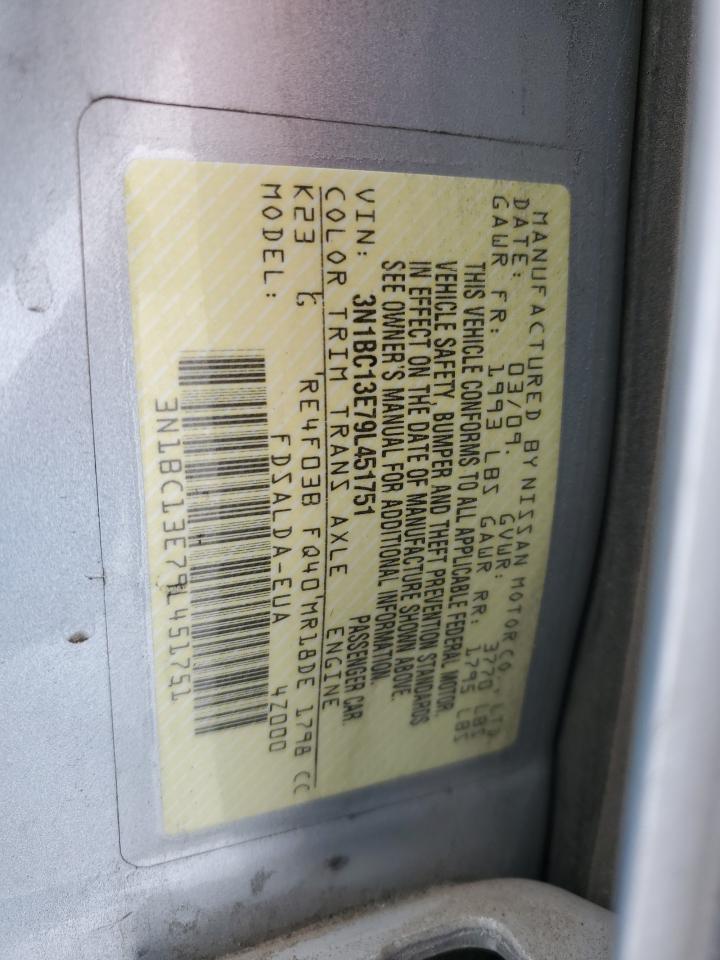 MANUFACTURED BY NISSAN MOTOR CO., LTD.
DATE: 03/09. GVWR: 3770 LBS
GAWR FR: 1993 LBS GAWR RR: 1795 LBS
THIS VEHICLE CONFORMS TO ALL APPLICABLE FEDERAL MOTOR
VEHICLE SAFETY, BUMPER AND THEFT PREVENTION STANDARDS
IN EFFECT ON THE DATE OF MANUFACTURE SHOWN ABOVE.
SEE OWNER'S MANUAL FOR ADDITIONAL INFORMATION.
VIN: 3N1BC13E79L451751 PASSENGER CAR.
COLOR TRIM TRANS AXLE ENGINE
K23 G RE4F03B FQ40 MR18DE 1798 CC
MODEL: FDSALDA-EUA 4Z000
3N1BC13E79L451751